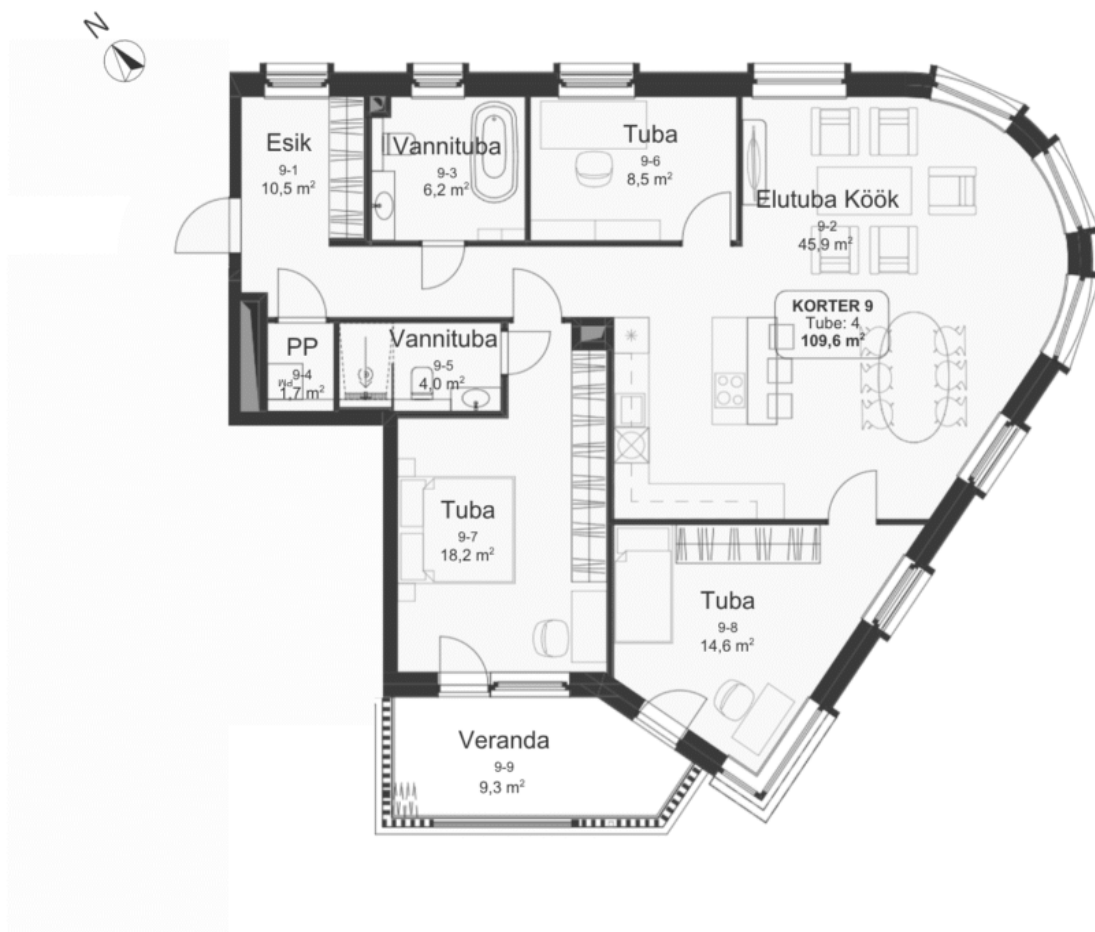 N
Esik
9-1
10,5 m²
Vannituba
9-3
6,2 m²
Tuba
9-6
8,5 m²
Elutuba Köök
9-2
45,9 m²
KORTER 9
Tube: 4
109,6 m²
PP
9-4
1,7 m²
PM
Vannituba
9-5
4,0 m²
Tuba
9-7
18,2 m²
Tuba
9-8
14,6 m²
Veranda
9-9
9,3 m²